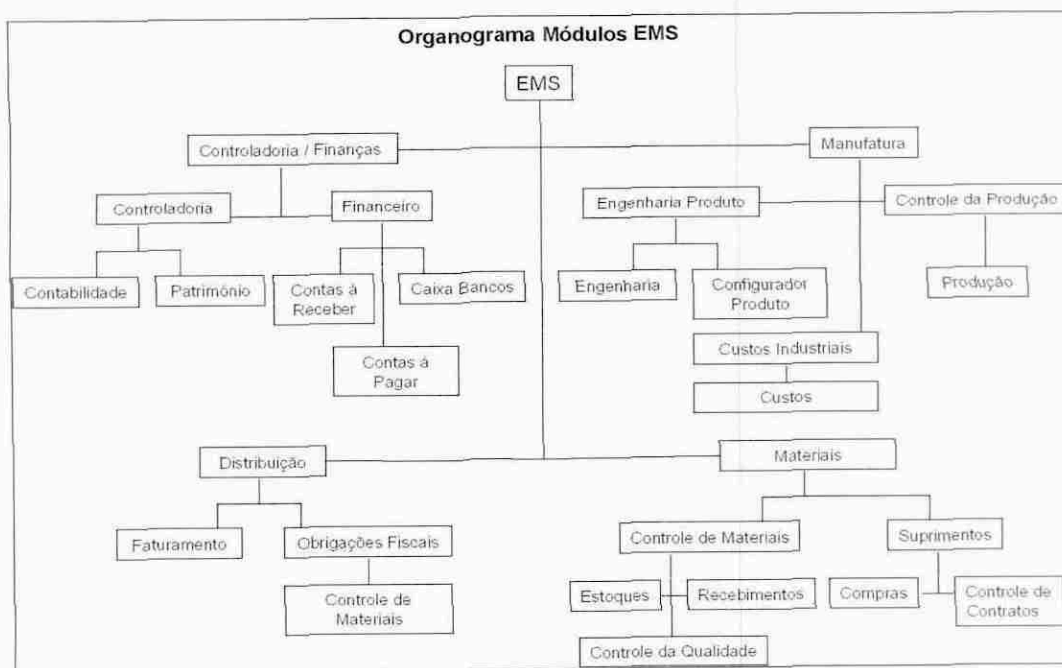 Organograma Módulos EMS
EMS
Controladoria / Finanças
Manufatura
Controladoria
Financeiro
Engenharia Produto
Controle da Produção
Contabilidade
Patrimônio
Contas à
Receber
Caixa Bancos
Engenharia
Configurador
Produto
Produção
Contas à
Pagar
Custos Industriais
Custos
Distribuição
Materiais
Faturamento
Obrigações Fiscais
Controle de Materiais
Suprimentos
Controle de
Materiais
Estoques
Recebimentos
Compras
Controle de
Contratos
Controle da Qualidade